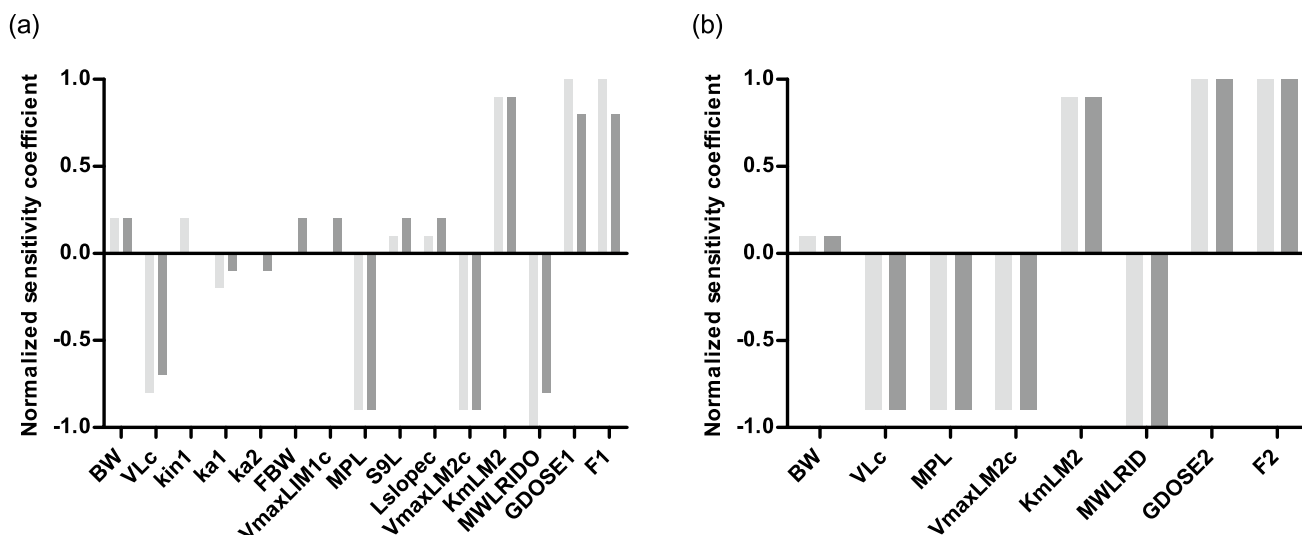 (a)
Normalized sensitivity coefficient
1.0
0.5
0.0
-0.5
-1.0
BW
VLc
kin1
ka1
ka2
FBW
VmaxLIM1c
MPL
S9L
Lslopec
VmaxLM2c
KmLM2
MWLRIDO
GDOSE1
F1
(b)
Normalized sensitivity coefficient
1.0
0.5
0.0
-0.5
-1.0
BW
VLc
MPL
VmaxLM2c
KmLM2
MWLRID
GDOSE2
F2